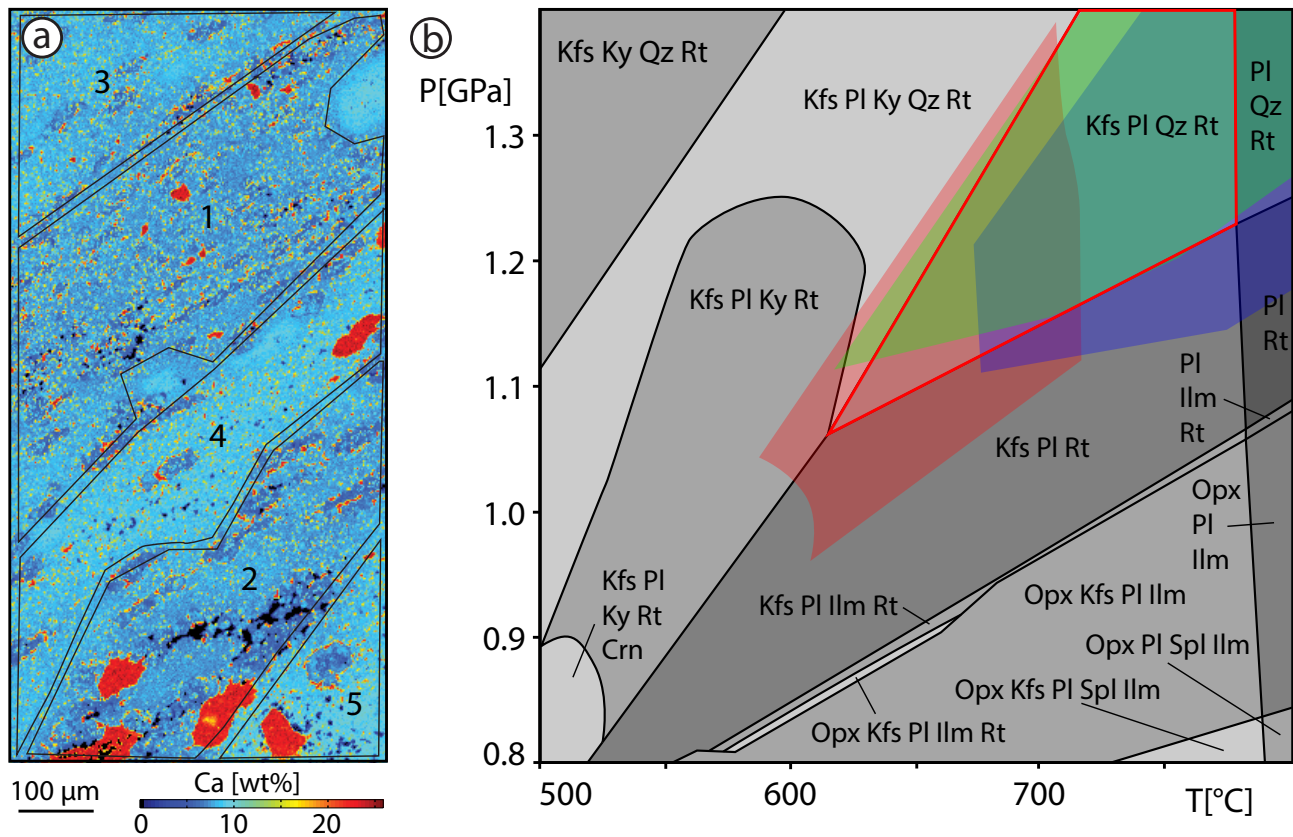 a
3
1
4
2
5
100 µm
Ca [wt%]
0
10
20
b
P[GPa]
1.3
1.2
1.1
1.0
0.9
0.8
500
600
700
T[°C]
Kfs Ky Qz Rt
Kfs Pl Ky Qz Rt
Kfs Pl Qz Rt
Pl
Qz
Rt
Kfs Pl Ky Rt
Pl
Rt
Pl
Ilm
Rt
Kfs Pl Rt
Opx
Pl
Ilm
Kfs Pl
Ky Rt
Crn
Kfs Pl Ilm Rt
Opx Kfs Pl Ilm
Opx Pl Spl Ilm
Opx Kfs Pl Spl Ilm
Opx Kfs Pl Ilm Rt